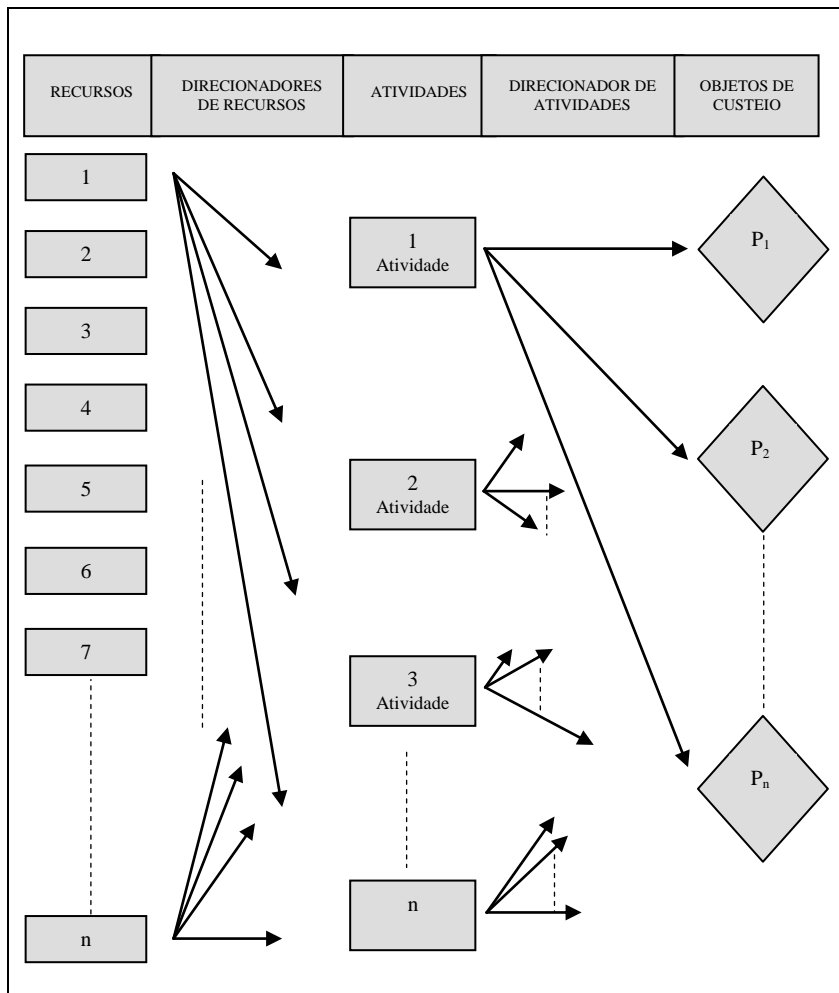 RECURSOS
DIRECIONADORES
DE RECURSOS
ATIVIDADES
DIRECIONADOR DE
ATIVIDADES
OBJETOS DE
CUSTEIO
1
2
3
4
5
6
7
n
1
Atividade
2
Atividade
3
Atividade
n
P₁
P₂
Pₙ